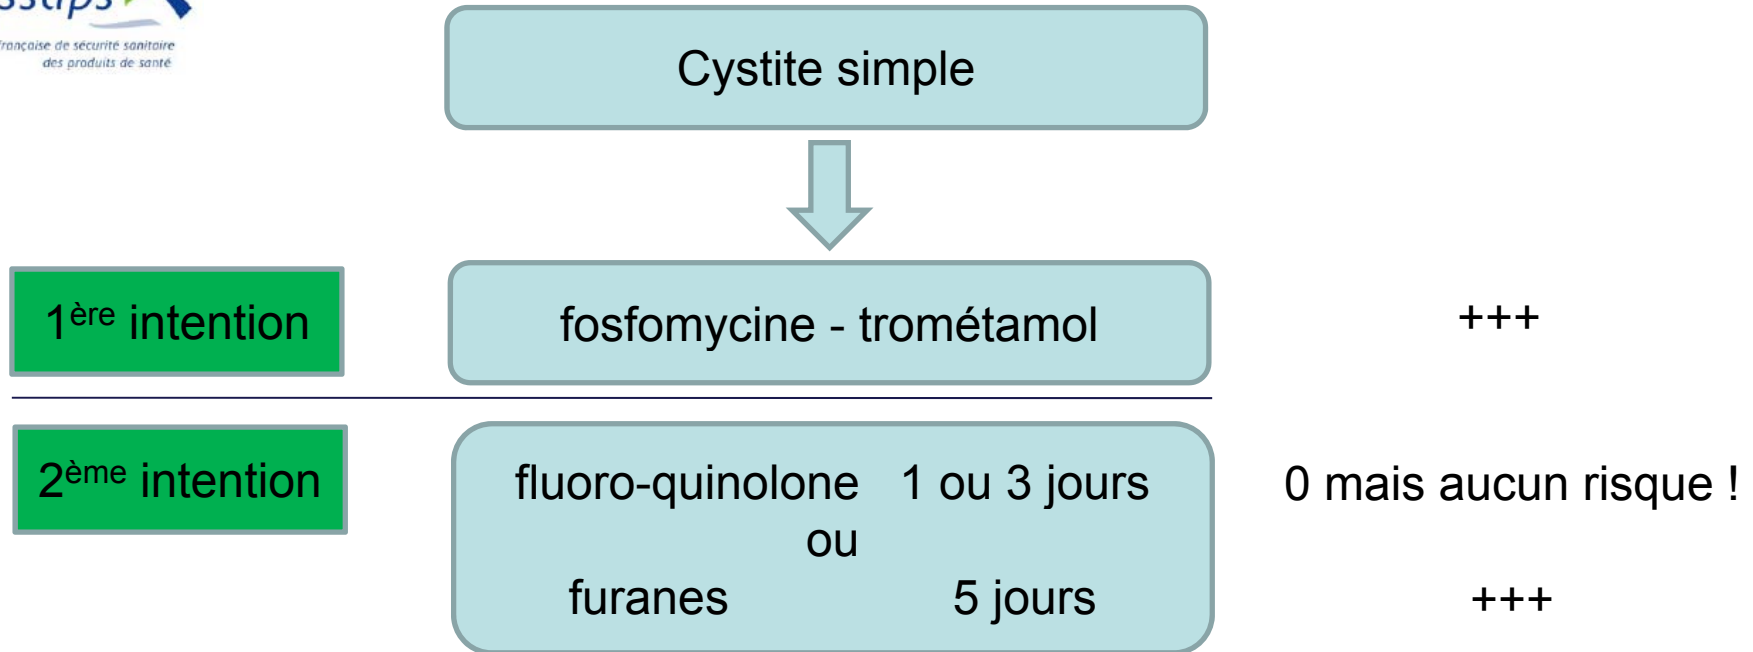 française de sécurité sanitaire
des produits de santé
Cystite simple
1ère intention
fosfomycine - trométamol
+++
2ème intention
fluoro-quinolone 1 ou 3 jours
0 mais aucun risque !
ou
furanes 5 jours
+++